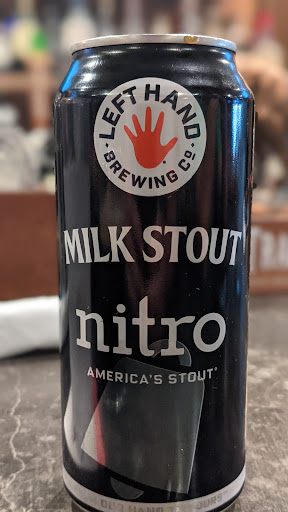 LEFT HAND
BREWING Co.
MILK STOUT
nitro
AMERICA'S STOUT®